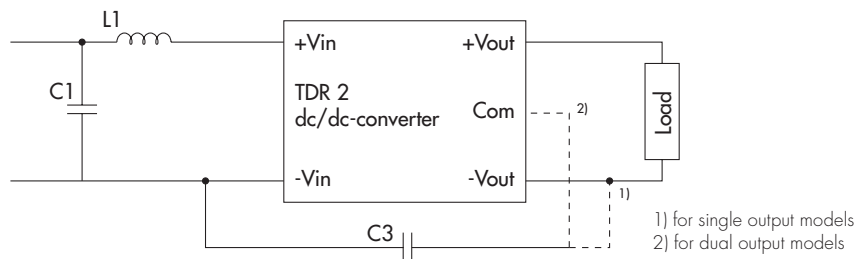 L1
C1
+Vin
+Vout
TDR 2
dc/dc-converter
Com
2)
Load
-Vin
-Vout
1)
C3
1) for single output models
2) for dual output models